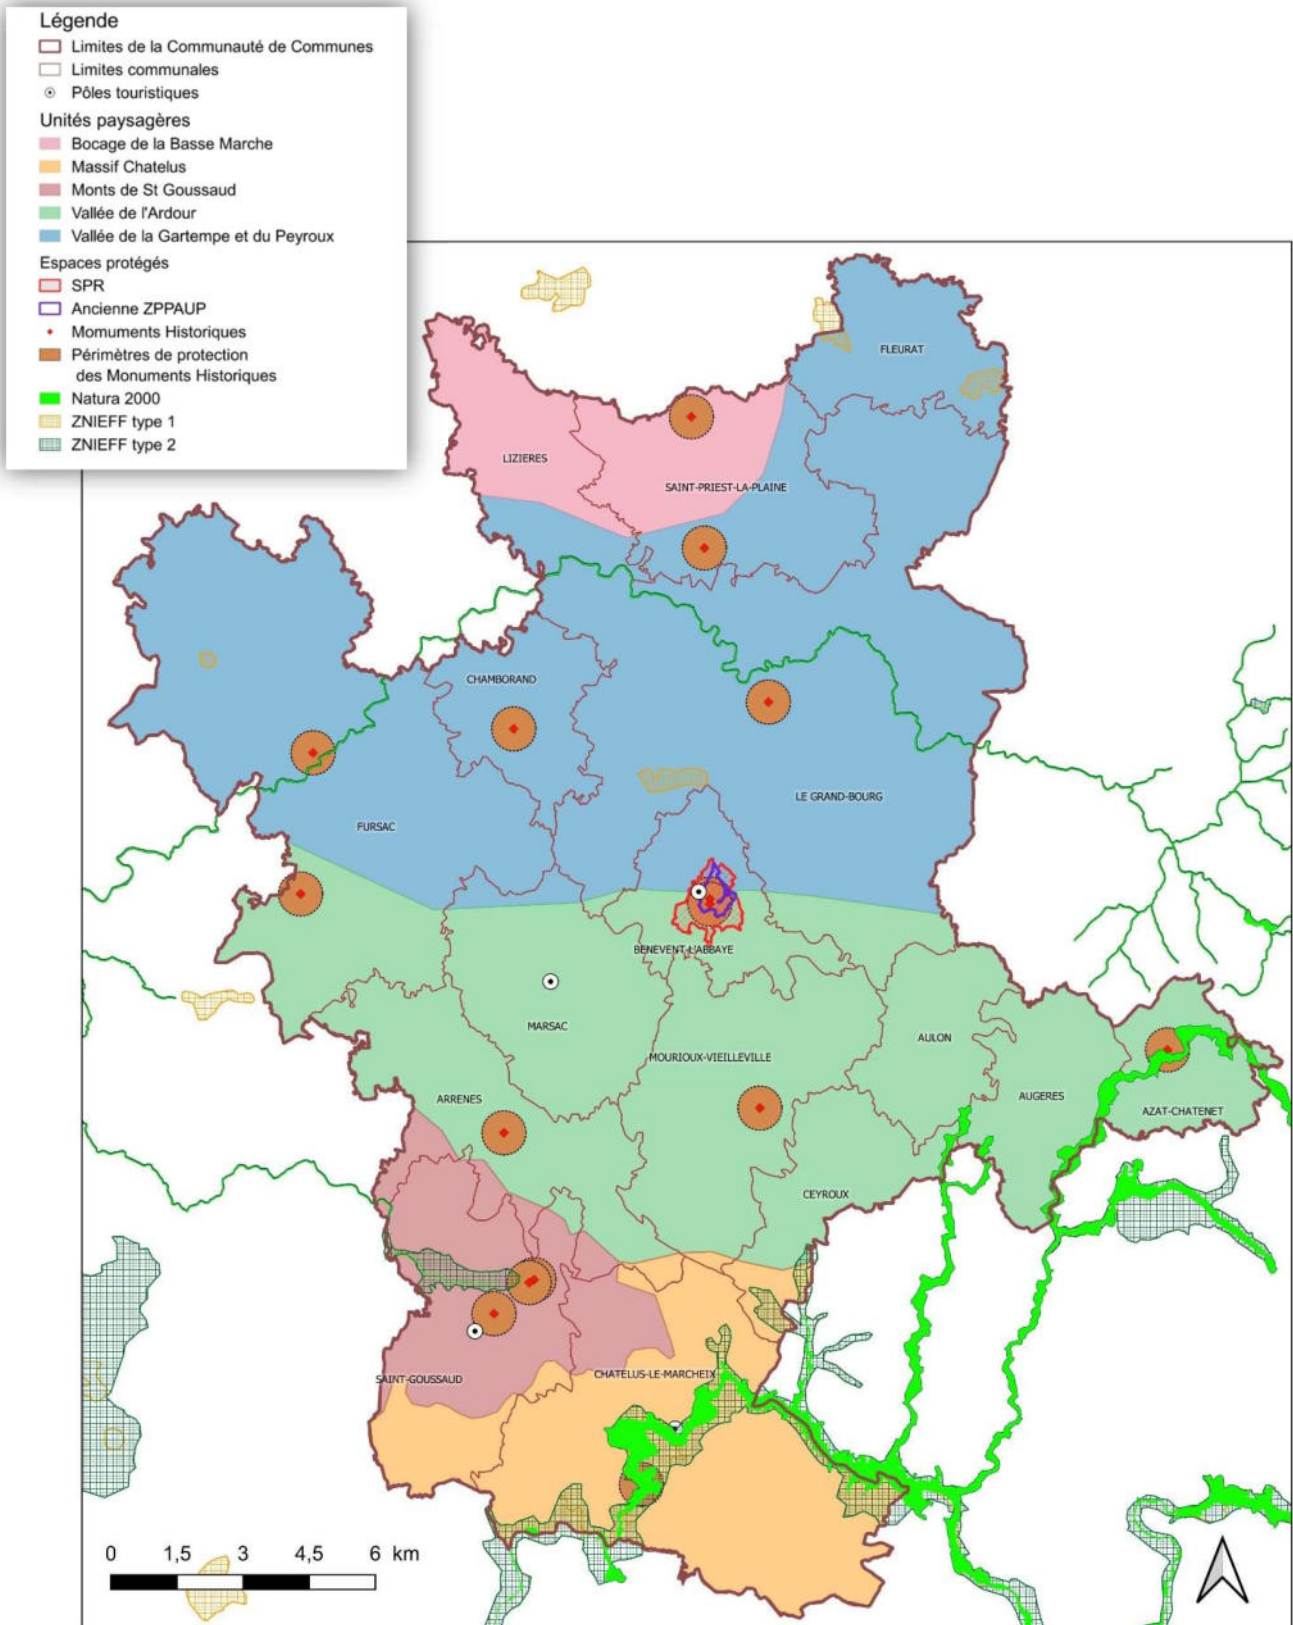 Légende
Limites de la Communauté de Communes
Limites communales
Pôles touristiques
Unités paysagères
Bocage de la Basse Marche
Massif Chatelus
Monts de St Goussaud
Vallée de l'Ardour
Vallée de la Gartempe et du Peyroux
Espaces protégés
SPR
Ancienne ZPPAUP
Momuments Historiques
Périmètres de protection
des Monuments Historiques
Natura 2000
ZNIEFF type 1
ZNIEFF type 2
FLEURAT
LIZIERES
SAINT-PRIEST-LA-PLAINE
CHAMBORAND
LE GRAND-BOURG
FURSAC
BENEVENT-L'ABBAYE
MARSAC
AULON
MOURIOUX-VIEILLEVILLE
ARRENES
AUGERES
AZAT-CHATENET
CEYROUX
SAINT-GOUSSAUD
CHATELUS-LE-MARCHEIX
0 1,5 3 4,5 6 km